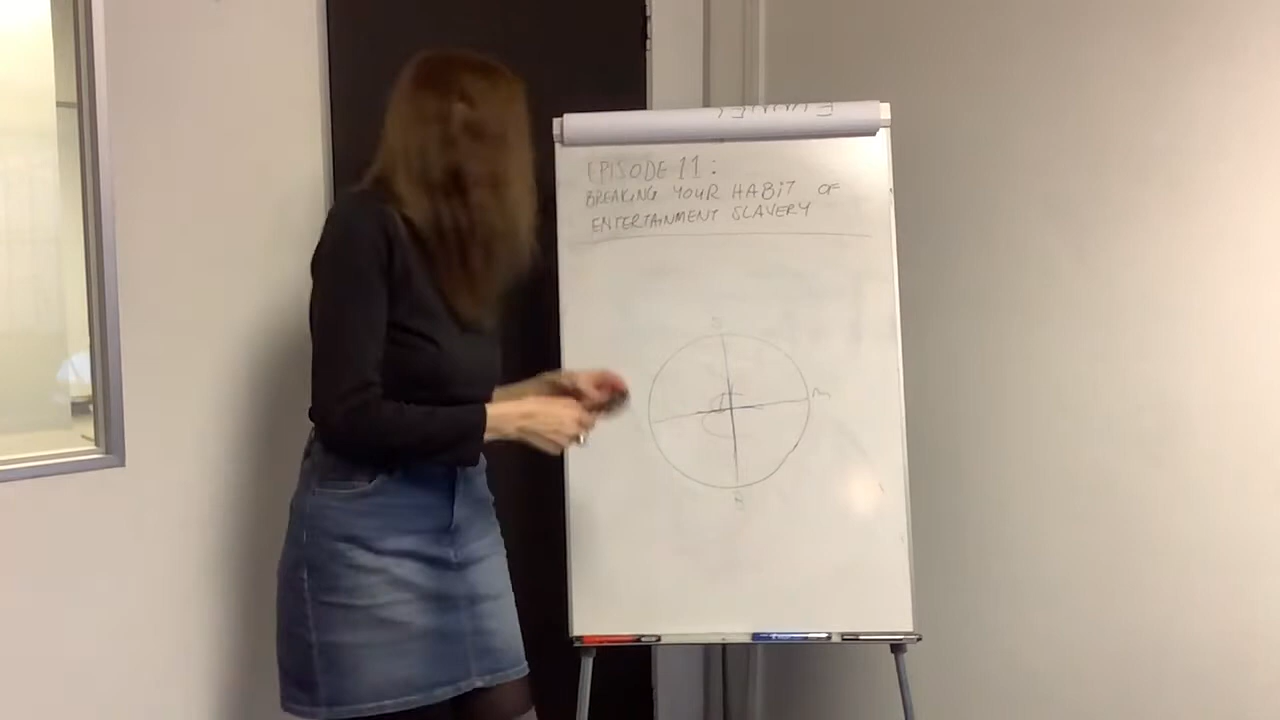 EPISODE 11:
BREAKING YOUR HABIT OF
ENTERTAINMENT SLAVERY
S
m
B